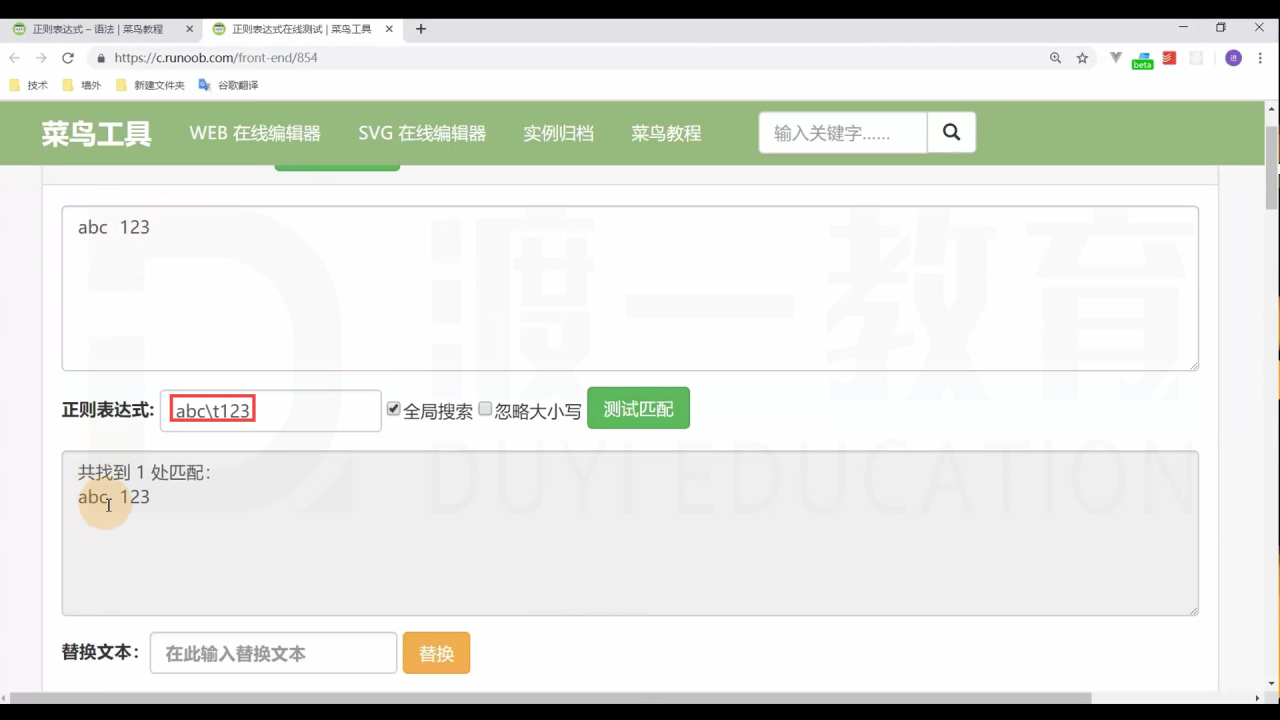 正则表达式 – 语法 | 菜鸟教程
正则表达式在线测试 | 菜鸟工具
https://c.runoob.com/front-end/854
beta
进
技术 墙外 新建文件夹 谷歌翻译
菜鸟工具 WEB 在线编辑器 SVG 在线编辑器 实例归档 菜鸟教程 输入关键字......
abc 123
正则表达式: abc\t123 全局搜索 忽略大小写 测试匹配
共找到 1 处匹配：
abc 123
替换文本： 在此输入替换文本 替换
渡一教育
DUYI EDUCATION